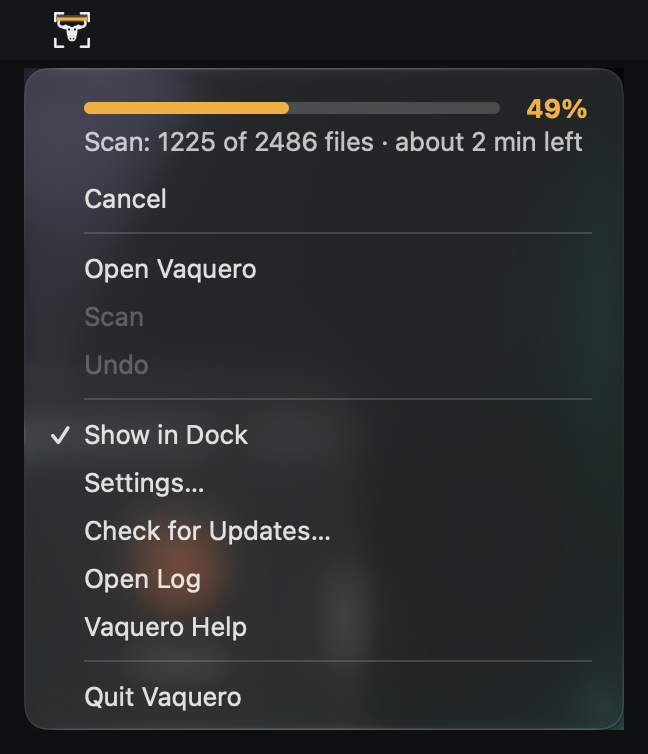 49%
Scan: 1225 of 2486 files · about 2 min left
Cancel
Open Vaquero
Scan
Undo
✓ Show in Dock
Settings...
Check for Updates...
Open Log
Vaquero Help
Quit Vaquero